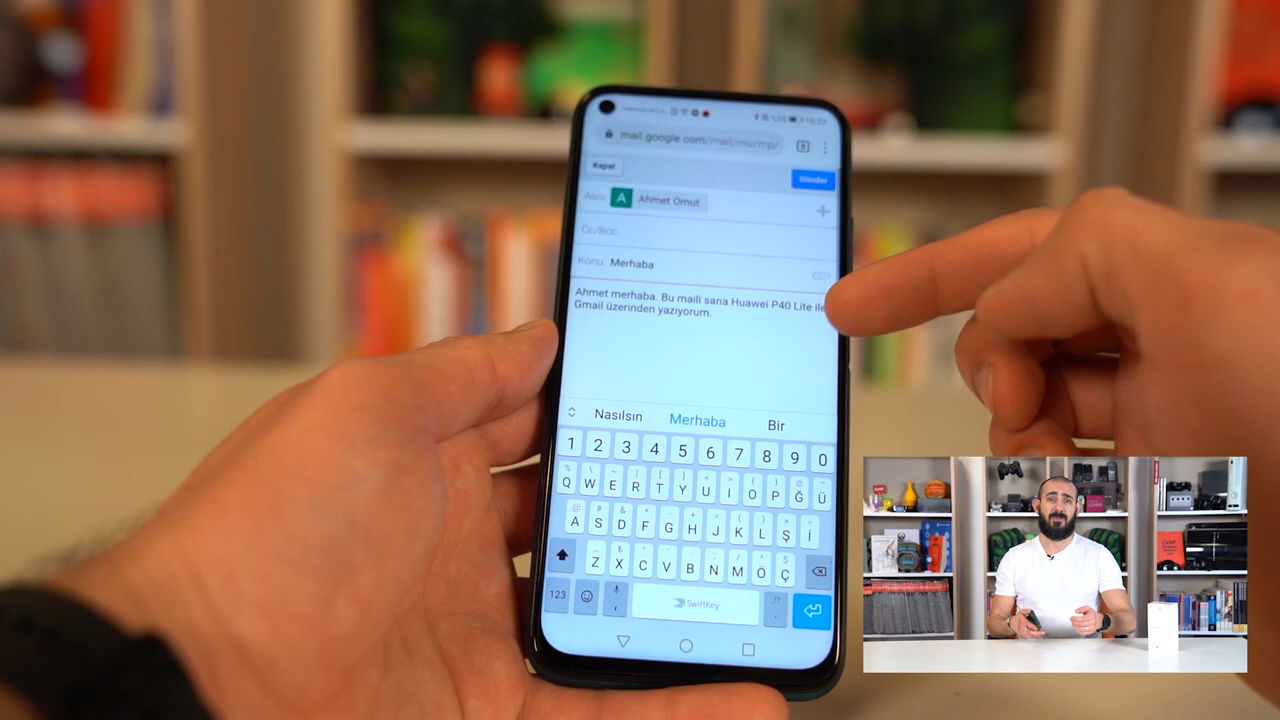 mail.google.com/mail/mu/mp/
Kapat
Gönder
Alıcı:
A
Ahmet Omut
Cc/Bcc:
Konu: Merhaba
Ahmet merhaba. Bu maili sana Huawei P40 Lite ile
Gmail üzerinden yazıyorum.
Nasılsın Merhaba Bir
1 2 3 4 5 6 7 8 9 0
Q W E R T Y U I O P Ğ Ü
A S D F G H J K L Ş İ
Z X C V B N M Ö Ç
123 , SwiftKey .!?